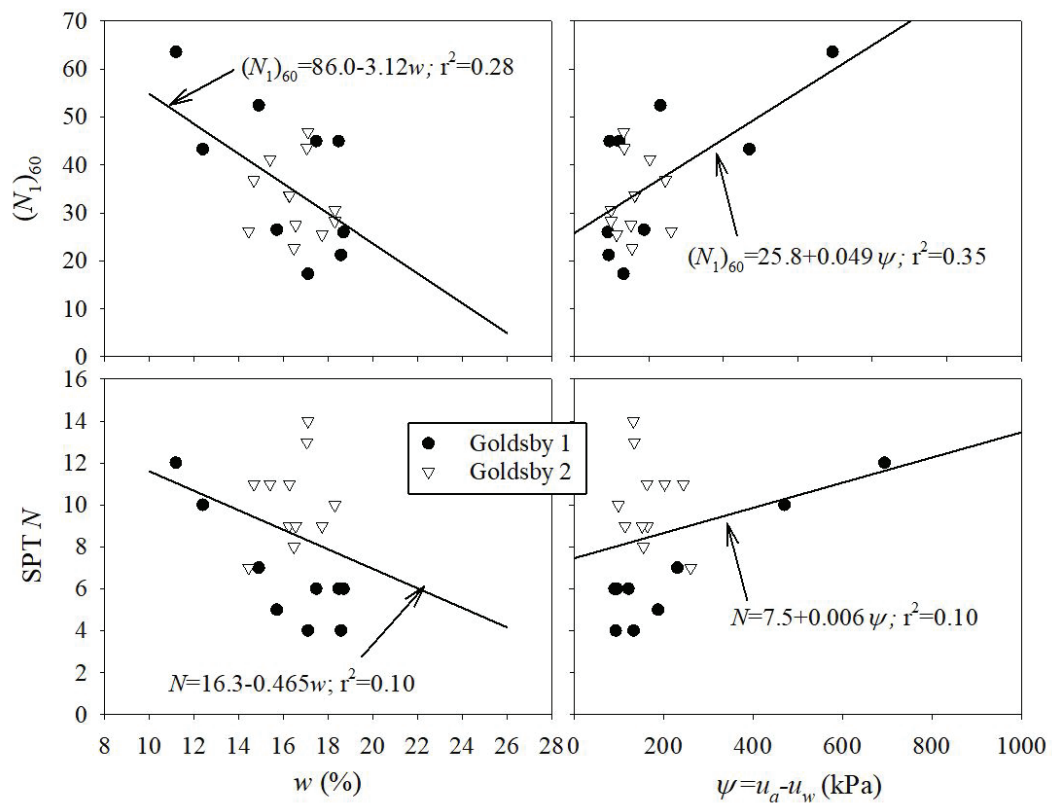 70
60
50
40
30
20
10
0
(N₁)₆₀
(N₁)₆₀=86.0-3.12w; r²=0.28
(N₁)₆₀=25.8+0.049 ψ; r²=0.35
16
14
12
10
8
6
4
2
0
SPT N
Goldsby 1
Goldsby 2
N=16.3-0.465w; r²=0.10
N=7.5+0.006 ψ; r²=0.10
8 10 12 14 16 18 20 22 24 26 28
0 200 400 600 800 1000
w (%)
ψ=uₐ-u_w (kPa)